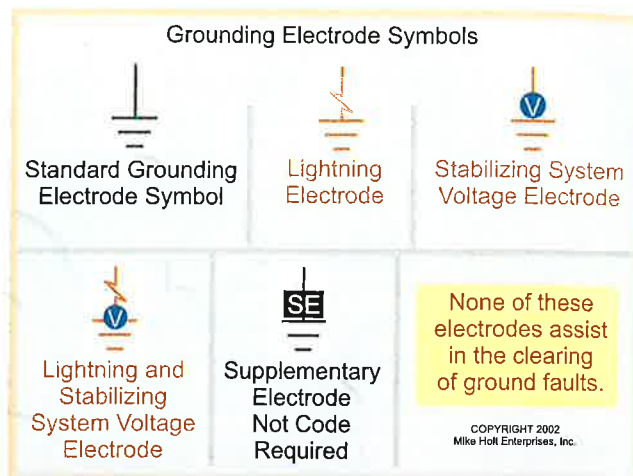 Grounding Electrode Symbols
Standard Grounding
Electrode Symbol
Lightning
Electrode
V
Stabilizing System
Voltage Electrode
V
Lightning and
Stabilizing
System Voltage
Electrode
SE
Supplementary
Electrode
Not Code
Required
None of these
electrodes assist
in the clearing
of ground faults.
COPYRIGHT 2002
Mike Holt Enterprises, Inc.